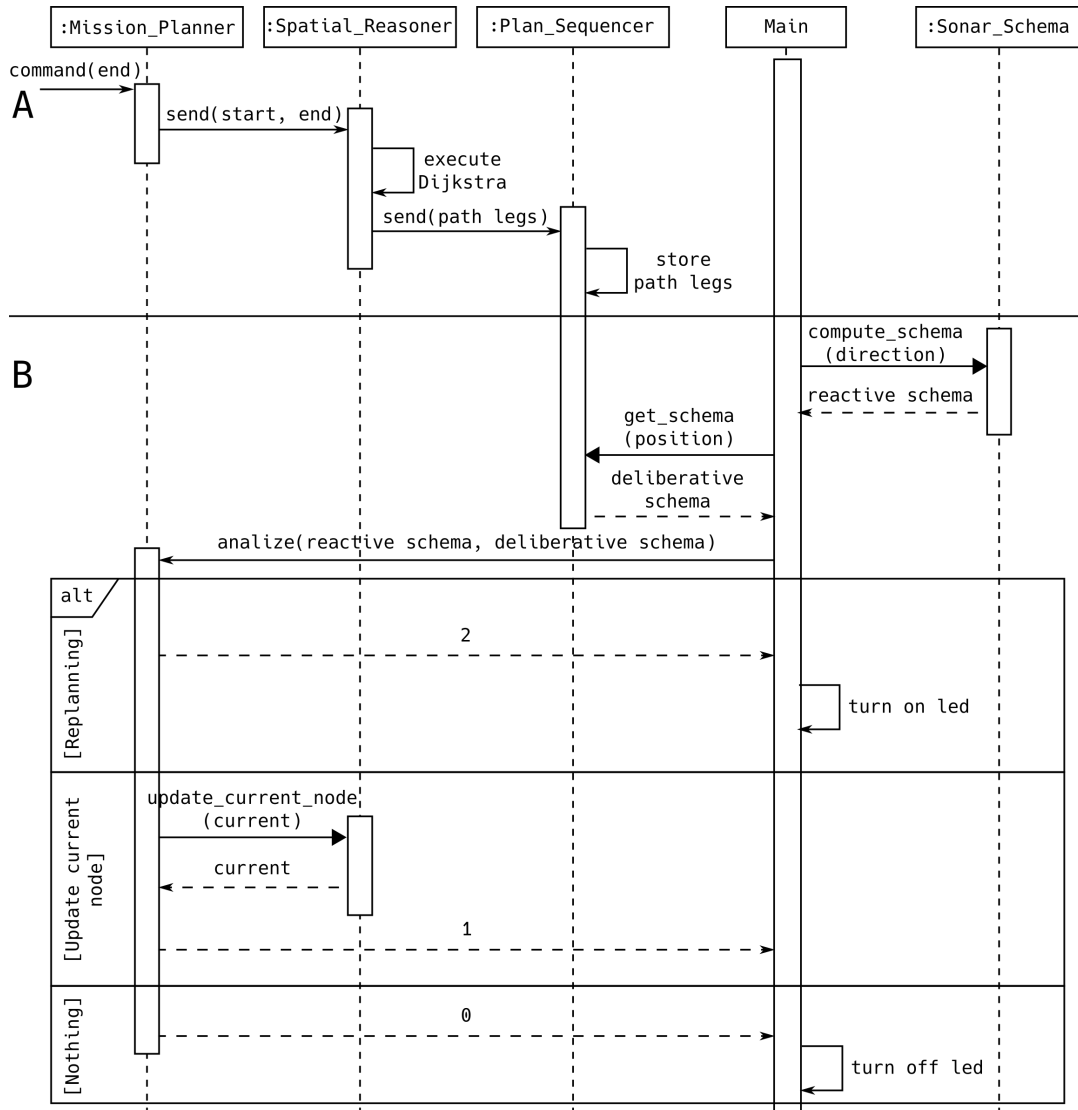 :Mission_Planner
:Spatial_Reasoner
:Plan_Sequencer
Main
:Sonar_Schema
command(end)
A
send(start, end)
execute
Dijkstra
send(path legs)
store
path legs
B
compute_schema
(direction)
reactive schema
get_schema
(position)
deliberative
schema
analize(reactive schema, deliberative schema)
alt
[Replanning]
2
turn on led
[Update current
node]
update_current_node
(current)
current
1
[Nothing]
0
turn off led